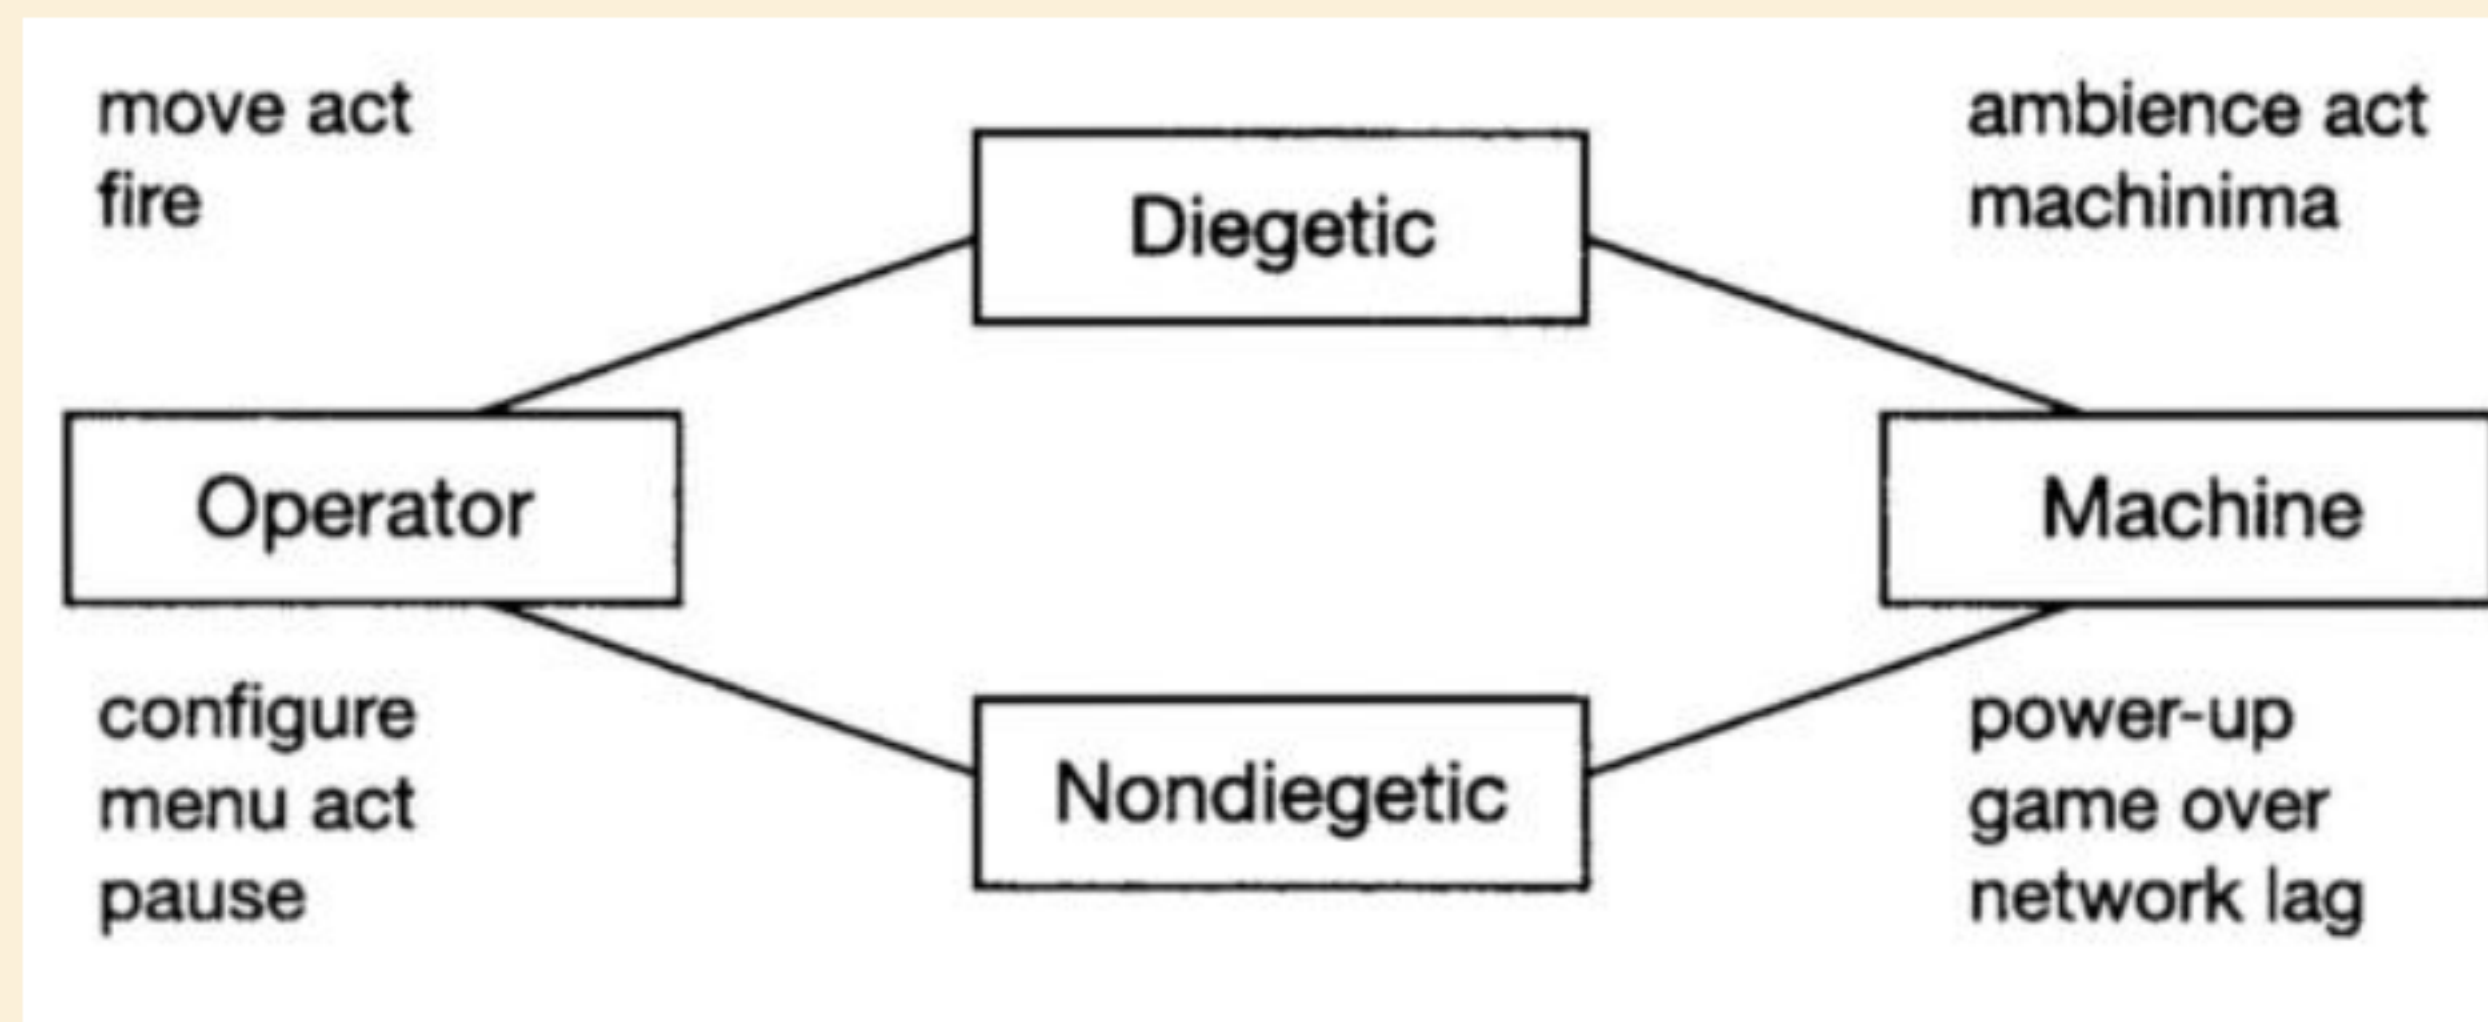 move act
fire
ambience act
machinima
Diegetic
Operator
Machine
configure
menu act
pause
Nondiegetic
power-up
game over
network lag